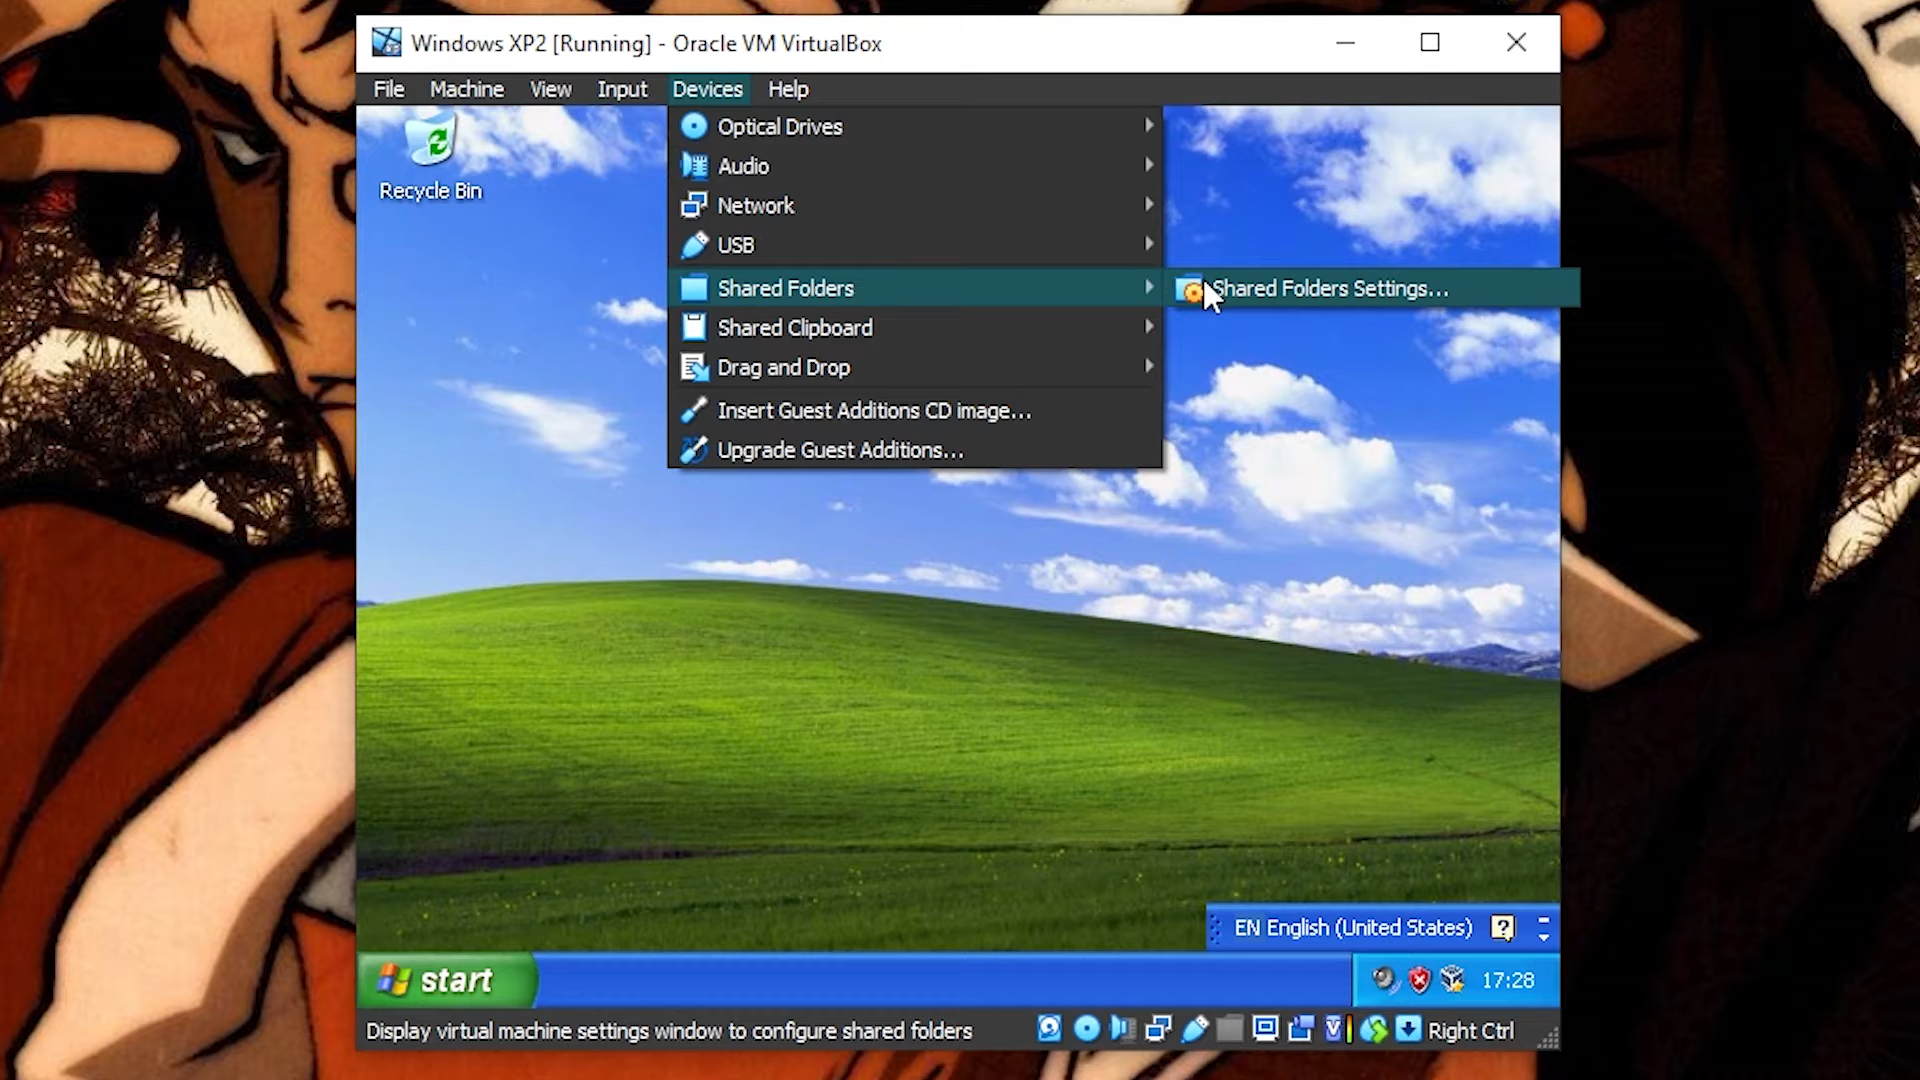 Windows XP2 [Running] - Oracle VM VirtualBox
File Machine View Input Devices Help
Recycle Bin
Optical Drives
Audio
Network
USB
Shared Folders
Shared Folders Settings...
Shared Clipboard
Drag and Drop
Insert Guest Additions CD image...
Upgrade Guest Additions...
EN English (United States)
start
17:28
Display virtual machine settings window to configure shared folders
Right Ctrl